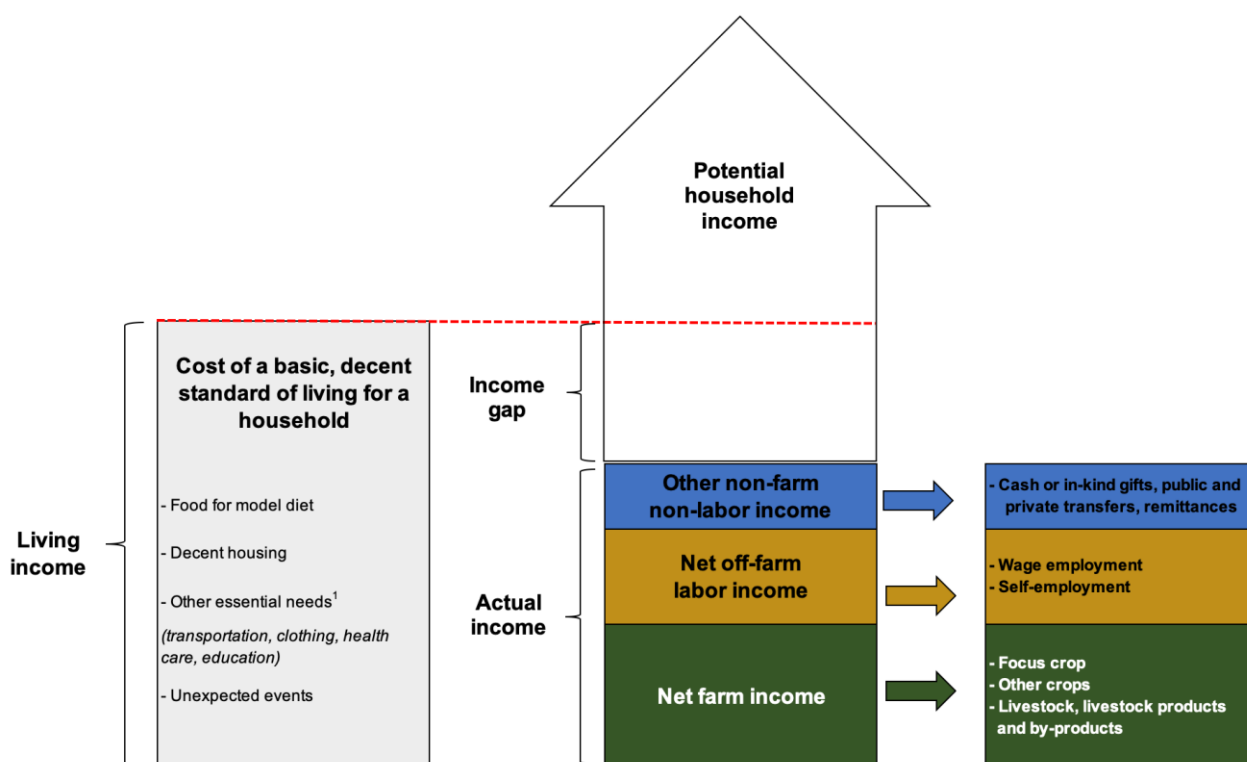 Potential
household
income
Cost of a basic, decent
standard of living for a
household
Income
gap
Living
income
- Food for model diet
- Decent housing
- Other essential needs¹
(transportation, clothing, health
care, education)
- Unexpected events
Actual
income
Other non-farm
non-labor income
Net off-farm
labor income
Net farm income
- Cash or in-kind gifts, public and
private transfers, remittances
- Wage employment
- Self-employment
- Focus crop
- Other crops
- Livestock, livestock products
and by-products